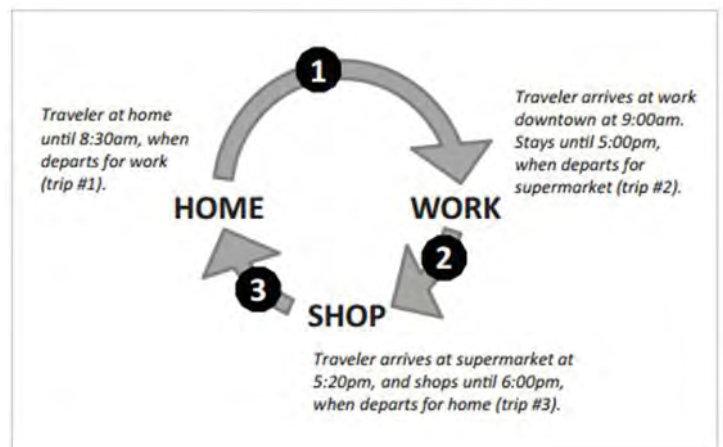 1
Traveler at home
until 8:30am, when
departs for work
(trip #1).
Traveler arrives at work
downtown at 9:00am.
Stays until 5:00pm,
when departs for
supermarket (trip #2).
HOME
WORK
2
3
SHOP
Traveler arrives at supermarket at
5:20pm, and shops until 6:00pm,
when departs for home (trip #3).